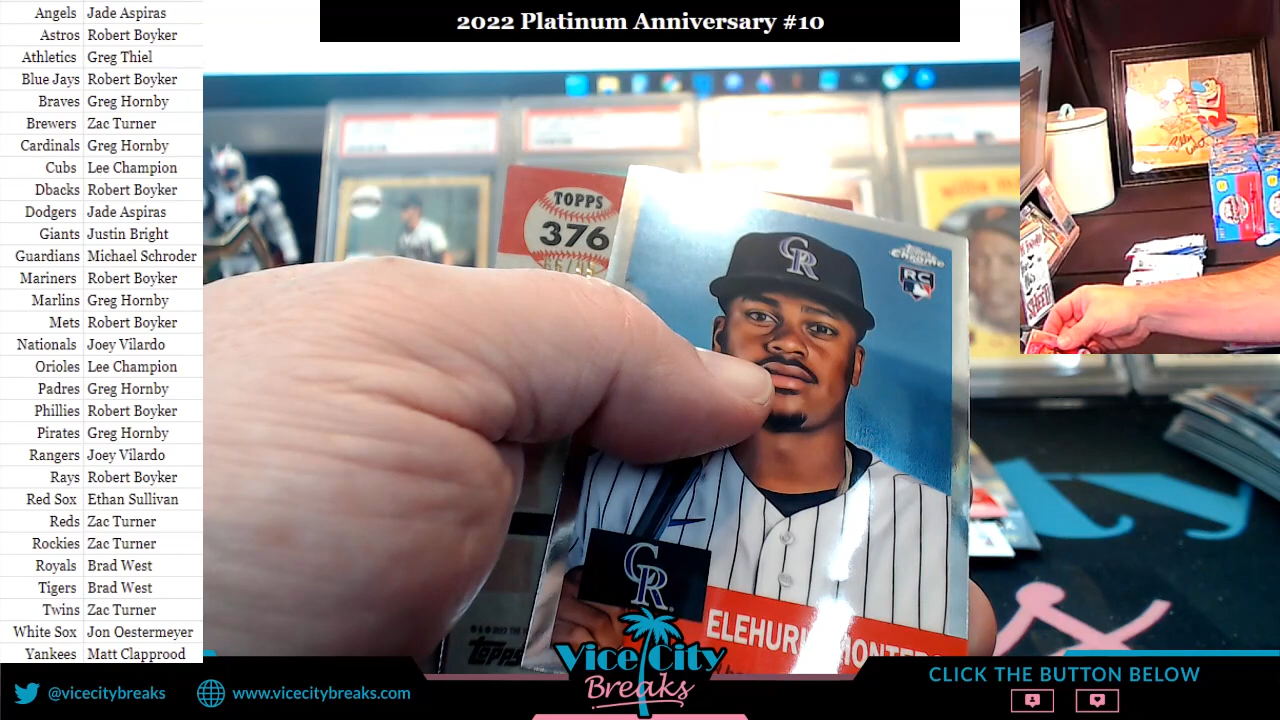 2022 Platinum Anniversary #10
Angels Jade Aspiras
Astros Robert Boyker
Athletics Greg Thiel
Blue Jays Robert Boyker
Braves Greg Hornby
Brewers Zac Turner
Cardinals Greg Hornby
Cubs Lee Champion
Dbacks Robert Boyker
Dodgers Jade Aspiras
Giants Justin Bright
Guardians Michael Schroder
Mariners Robert Boyker
Marlins Greg Hornby
Mets Robert Boyker
Nationals Joey Vilardo
Orioles Lee Champion
Padres Greg Hornby
Phillies Robert Boyker
Pirates Greg Hornby
Rangers Joey Vilardo
Rays Robert Boyker
Red Sox Ethan Sullivan
Reds Zac Turner
Rockies Zac Turner
Royals Brad West
Tigers Brad West
Twins Zac Turner
White Sox Jon Oestermeyer
Yankees Matt Clapprood
TOPPS
376
CR
Topps
Chrome
RC
CR
TOPPS
Vice City
Breaks
@vicecitybreaks
www.vicecitybreaks.com
CLICK THE BUTTON BELOW